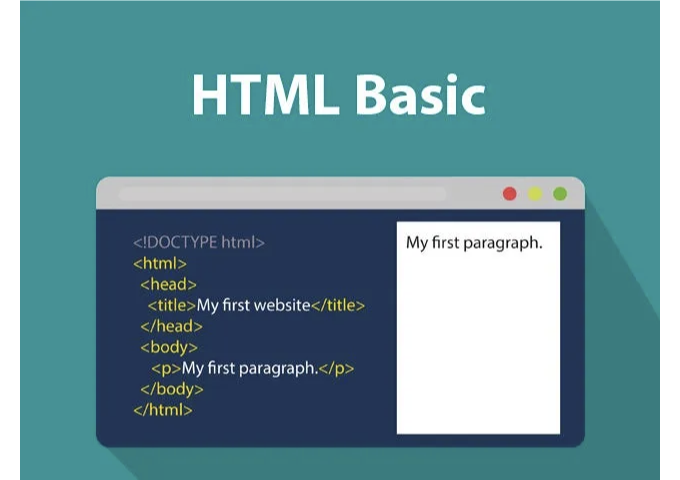 HTML Basic
<!DOCTYPE html>
<html>
<head>
<title>My first website</title>
</head>
<body>
<p>My first paragraph.</p>
</body>
</html>
My first paragraph.